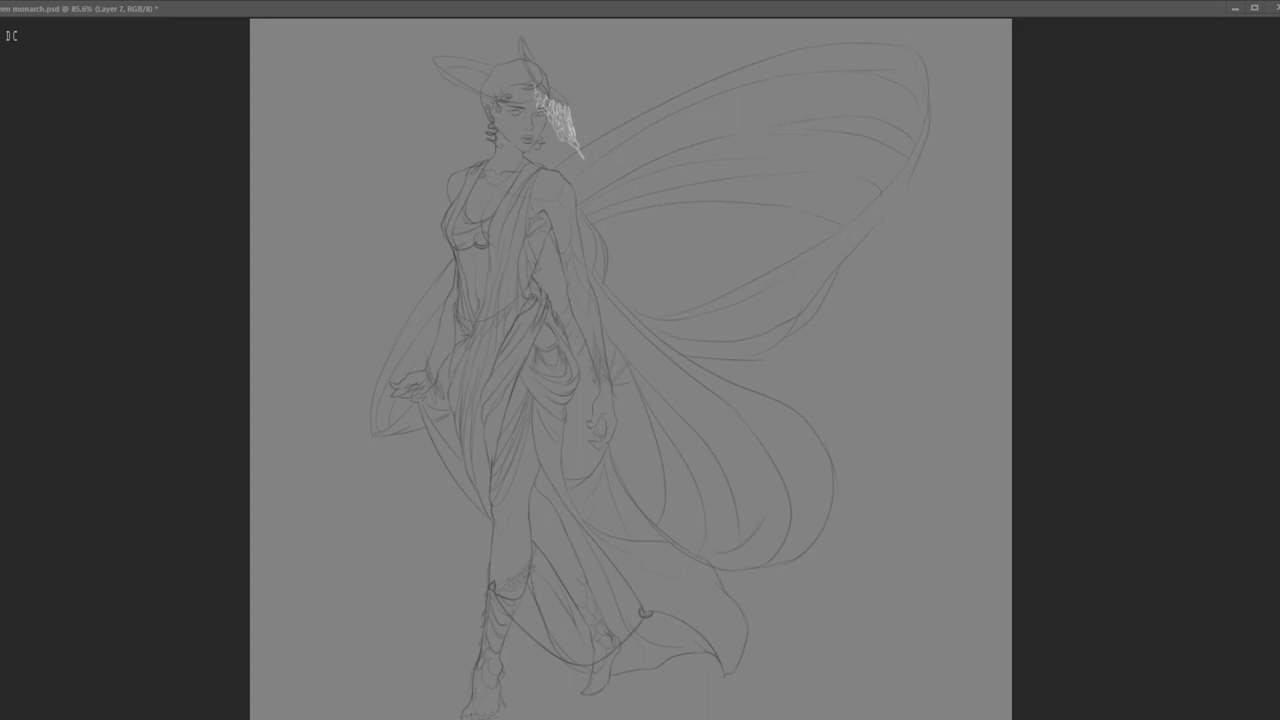 een monarch.psd @ 85.6% (Layer 7, RGB/8) *
D C